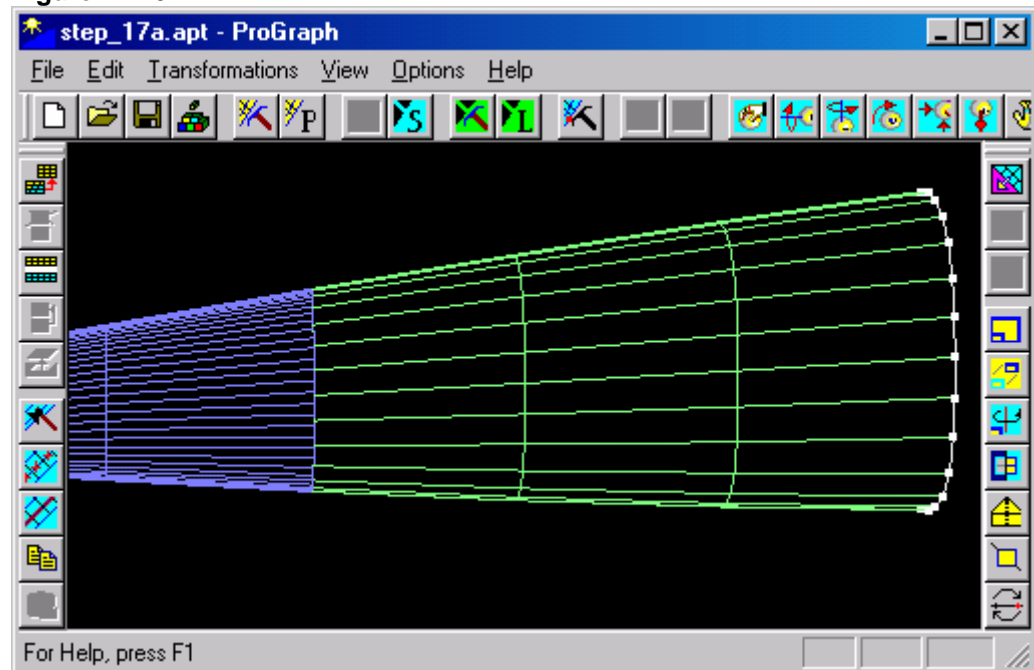 step_17a.apt - ProGraph
File Edit Transformations View Options Help
P S L
For Help, press F1